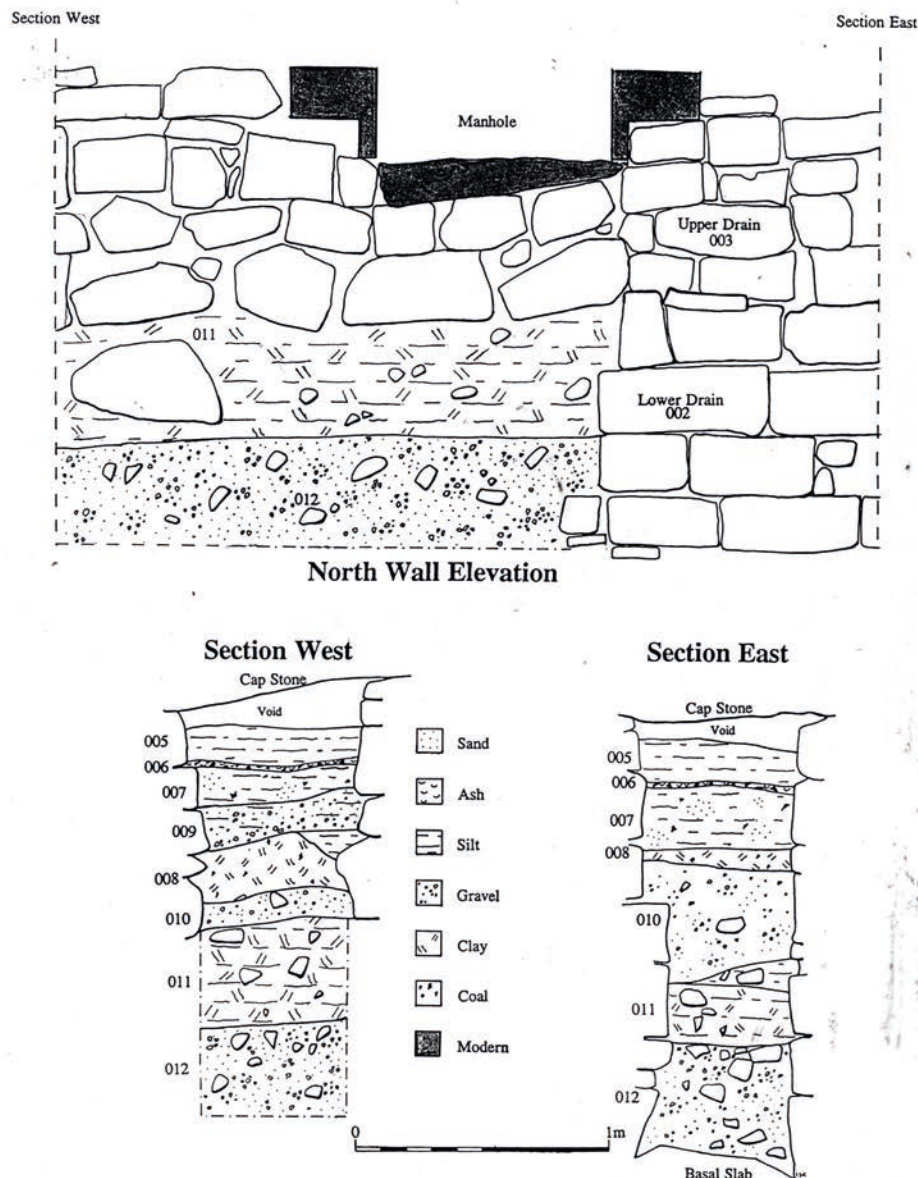 Section West
Section East
Manhole
Upper Drain
003
011
Lower Drain
002
012
North Wall Elevation
Section West
Cap Stone
Void
005
006
007
009
008
010
011
012
Sand
Ash
Silt
Gravel
Clay
Coal
Modern
0
1m
Section East
Cap Stone
Void
005
006
007
008
010
011
012
Basal Slab